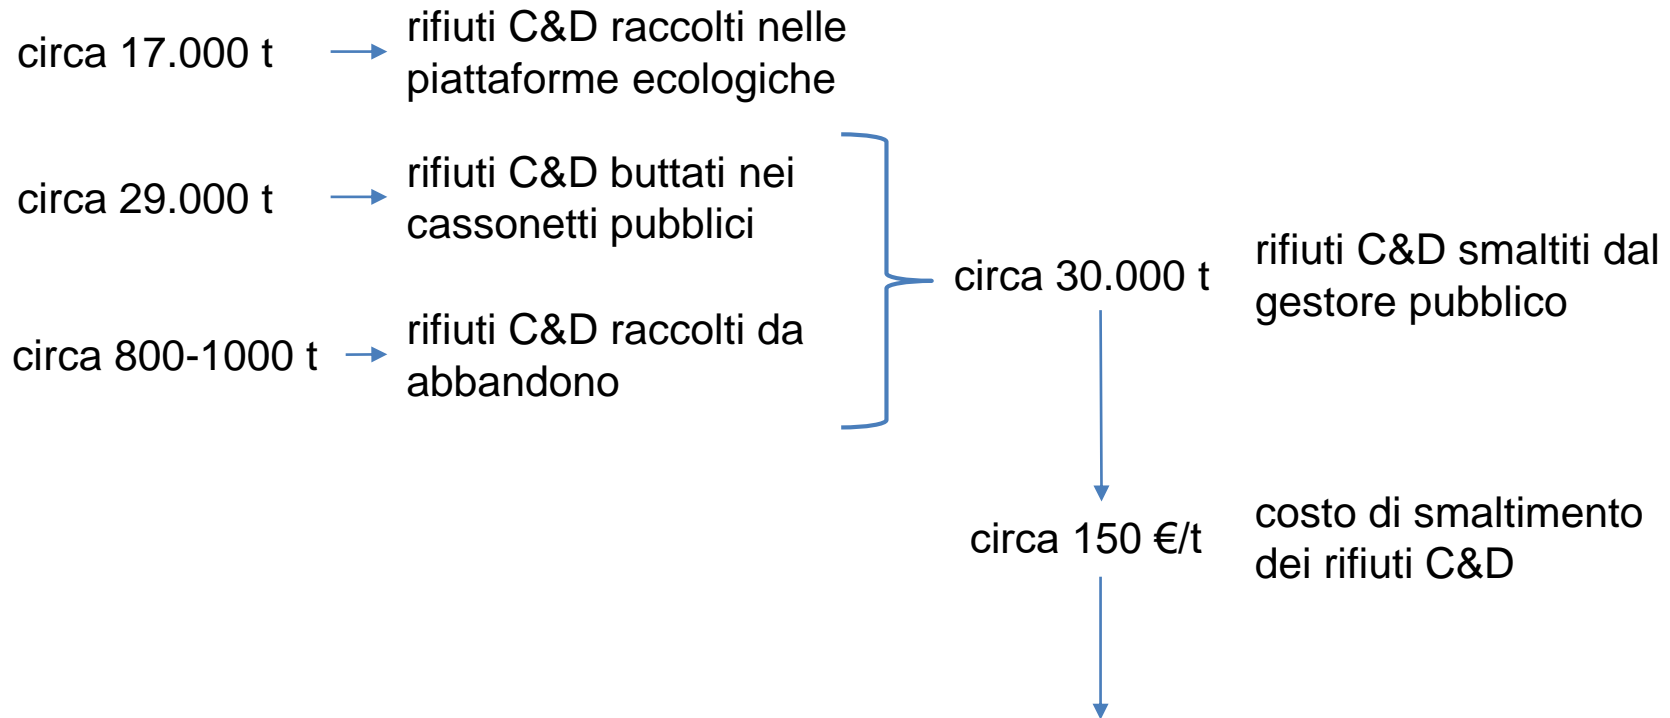 circa 17.000 t
rifiuti C&D raccolti nelle
piattaforme ecologiche
circa 29.000 t
rifiuti C&D buttati nei
cassonetti pubblici
circa 800-1000 t
rifiuti C&D raccolti da
abbandono
circa 30.000 t
rifiuti C&D smaltiti dal
gestore pubblico
circa 150 €/t
costo di smaltimento
dei rifiuti C&D